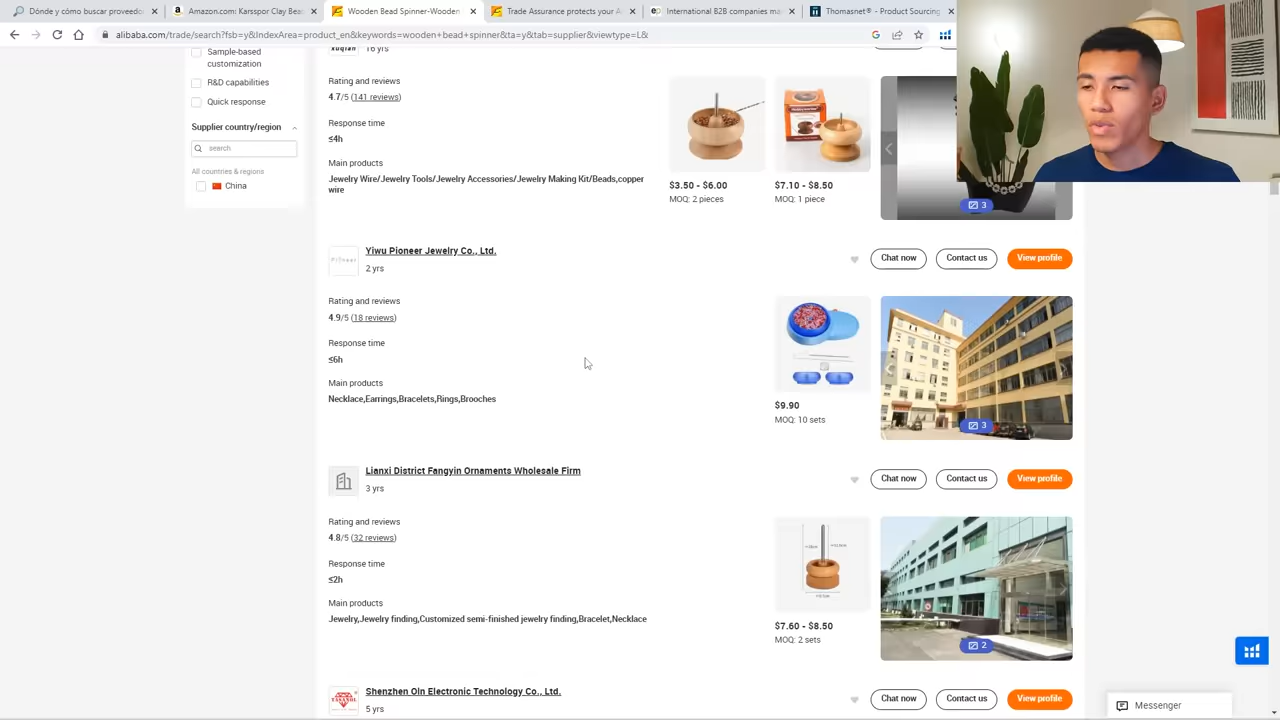 Dónde y cómo buscar proveedo
Amazon.com: Karsspor Clay Bea
Wooden Bead Spinner-Wooden
Trade Assurance protects your A
International B2B companies ma
Thomasnet® - Product Sourcing
alibaba.com/trade/search?fsb=y&IndexArea=product_en&keywords=wooden+bead+spinner&ta=y&tab=supplier&viewtype=L&
Sample-based
customization
R&D capabilities
Quick response
Supplier country/region
search
All countries & regions
China
16 yrs
Rating and reviews
4.7/5 (141 reviews)
Response time
≤4h
Main products
Jewelry Wire/Jewelry Tools/Jewelry Accessories/Jewelry Making Kit/Beads,copper
wire
$3.50 - $6.00
MOQ: 2 pieces
$7.10 - $8.50
MOQ: 1 piece
3
Yiwu Pioneer Jewelry Co., Ltd.
2 yrs
Chat now
Contact us
View profile
Rating and reviews
4.9/5 (18 reviews)
Response time
≤6h
Main products
Necklace,Earrings,Bracelets,Rings,Brooches
$9.90
MOQ: 10 sets
3
Lianxi District Fangyin Ornaments Wholesale Firm
3 yrs
Chat now
Contact us
View profile
Rating and reviews
4.8/5 (32 reviews)
Response time
≤2h
Main products
Jewelry,Jewelry finding,Customized semi-finished jewelry finding,Bracelet,Necklace
$7.60 - $8.50
MOQ: 2 sets
2
Shenzhen Oin Electronic Technology Co., Ltd.
5 yrs
Chat now
Contact us
View profile
Messenger